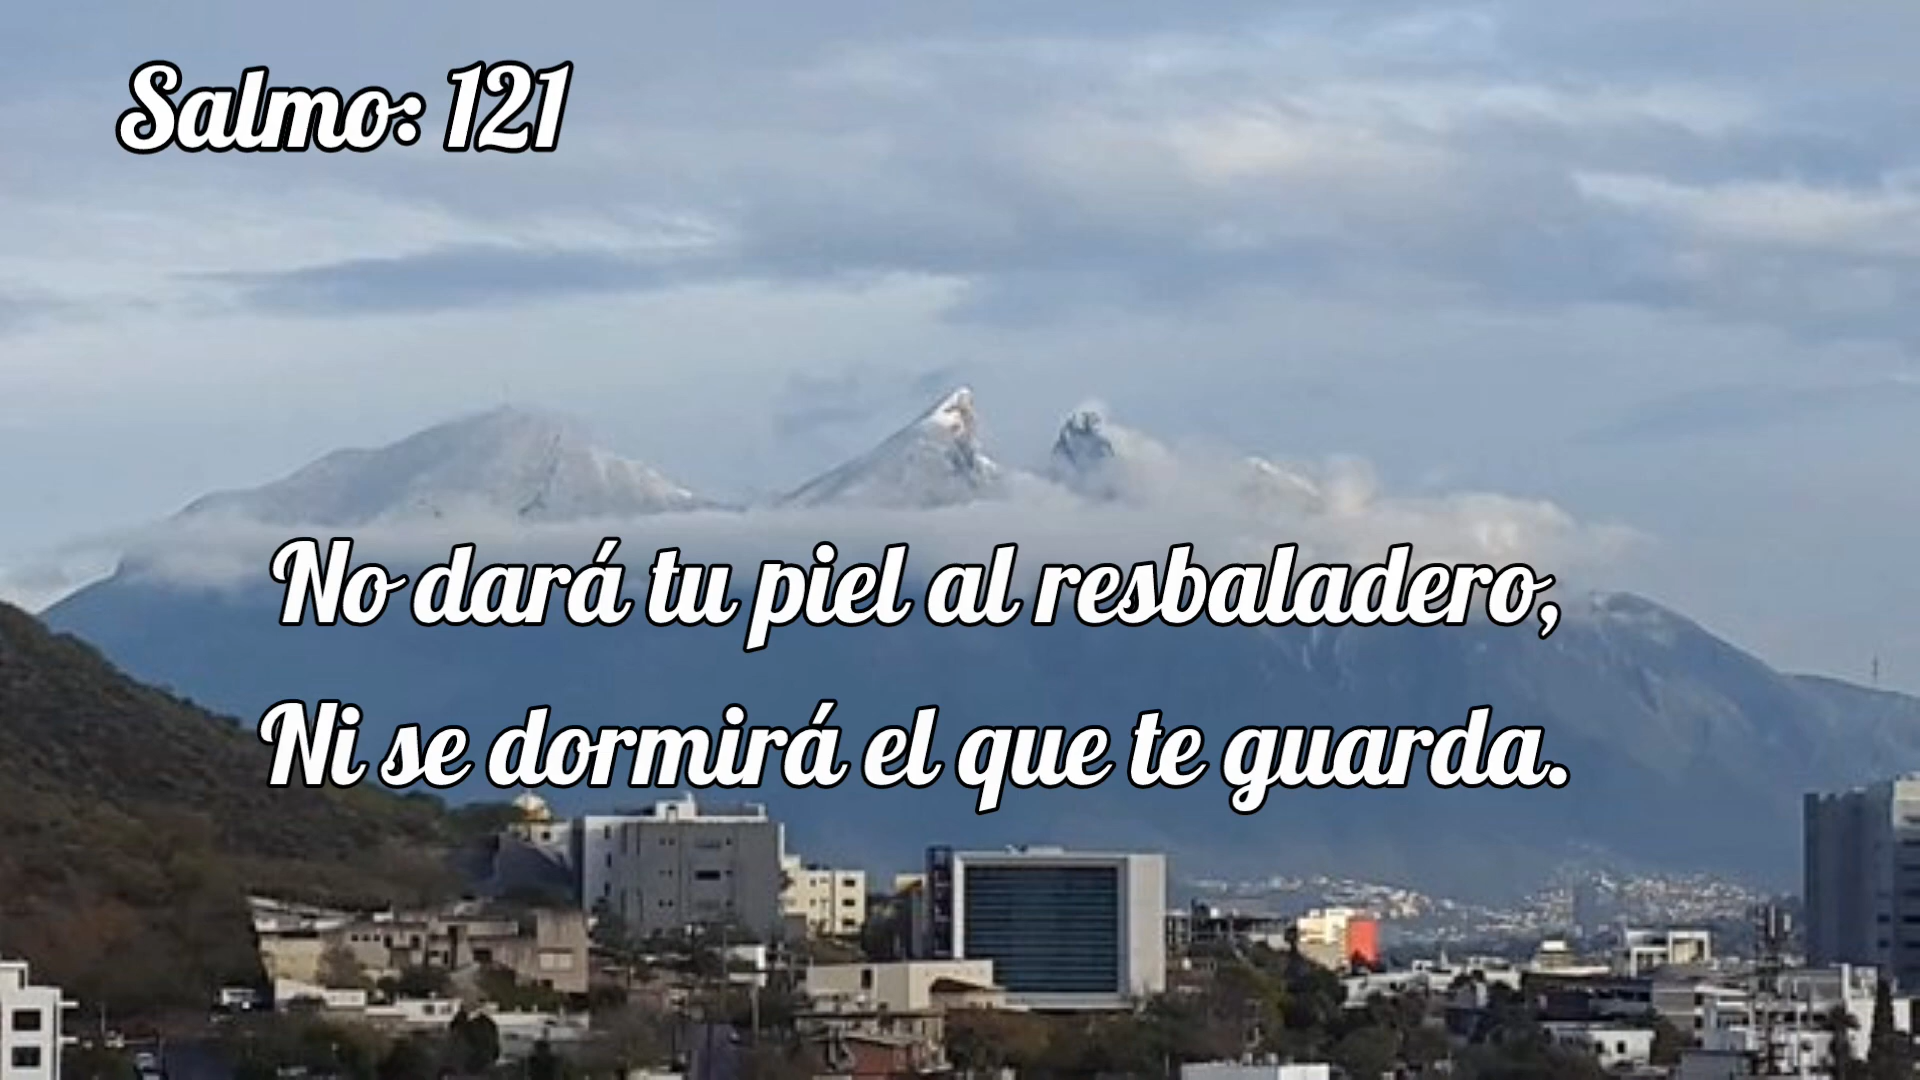 Salmo: 121
No dará tu piel al resbaladero,
Ni se dormirá el que te guarda.